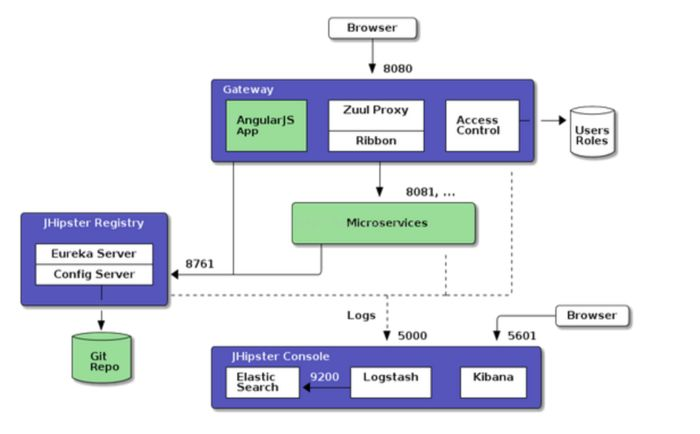 Browser
8080
Gateway
AngularJS
App
Zuul Proxy
Ribbon
Access
Control
Users
Roles
8081, ...
Microservices
JHipster Registry
Eureka Server
Config Server
8761
Git
Repo
Logs
5000
Browser
5601
JHipster Console
Elastic
Search
9200
Logstash
Kibana